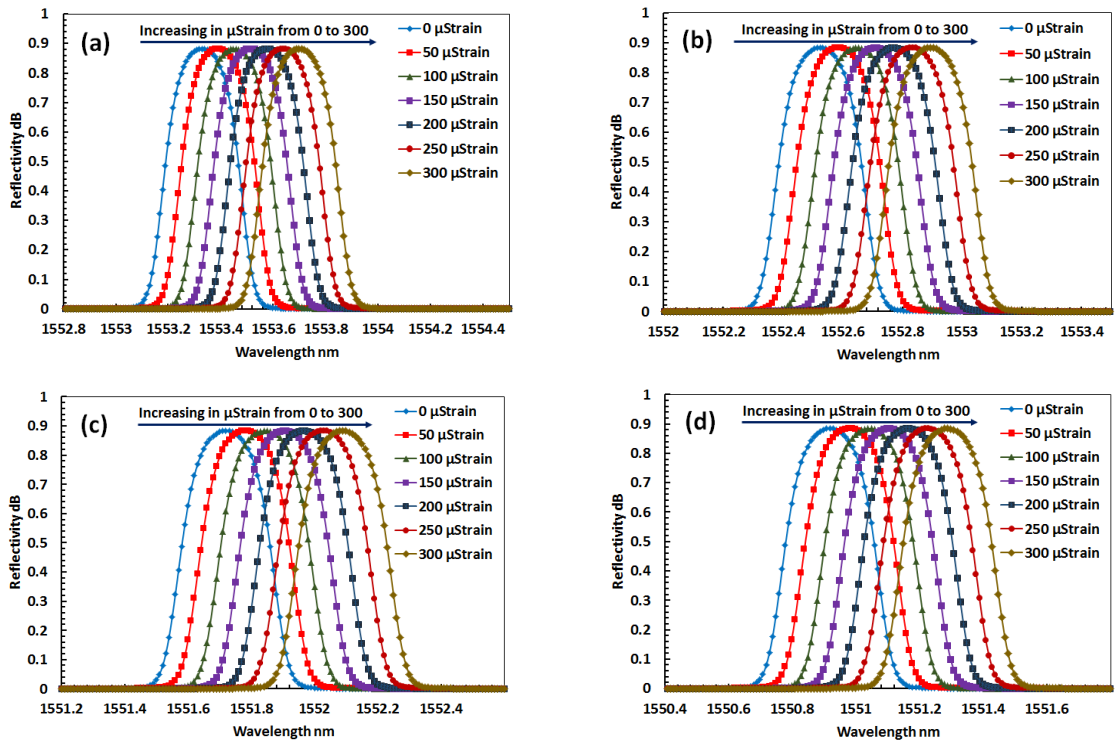 (a)
Increasing in µStrain from 0 to 300
0 µStrain
50 µStrain
100 µStrain
150 µStrain
200 µStrain
250 µStrain
300 µStrain
Reflectivity dB
1
0.9
0.8
0.7
0.6
0.5
0.4
0.3
0.2
0.1
0
1552.8 1553 1553.2 1553.4 1553.6 1553.8 1554 1554.2 1554.4
Wavelength nm
(b)
Increasing in µStrain from 0 to 300
0 µStrain
50 µStrain
100 µStrain
150 µStrain
200 µStrain
250 µStrain
300 µStrain
Reflectivity dB
1
0.9
0.8
0.7
0.6
0.5
0.4
0.3
0.2
0.1
0
1552 1552.2 1552.4 1552.6 1552.8 1553 1553.2 1553.4
Wavelength nm
(c)
Increasing in µStrain from 0 to 300
0 µStrain
50 µStrain
100 µStrain
150 µStrain
200 µStrain
250 µStrain
300 µStrain
Reflectivity dB
1
0.9
0.8
0.7
0.6
0.5
0.4
0.3
0.2
0.1
0
1551.2 1551.4 1551.6 1551.8 1552 1552.2 1552.4
Wavelength nm
(d)
Increasing in µStrain from 0 to 300
0 µStrain
50 µStrain
100 µStrain
150 µStrain
200 µStrain
250 µStrain
300 µStrain
Reflectivity dB
1
0.9
0.8
0.7
0.6
0.5
0.4
0.3
0.2
0.1
0
1550.4 1550.6 1550.8 1551 1551.2 1551.4 1551.6
Wavelength nm